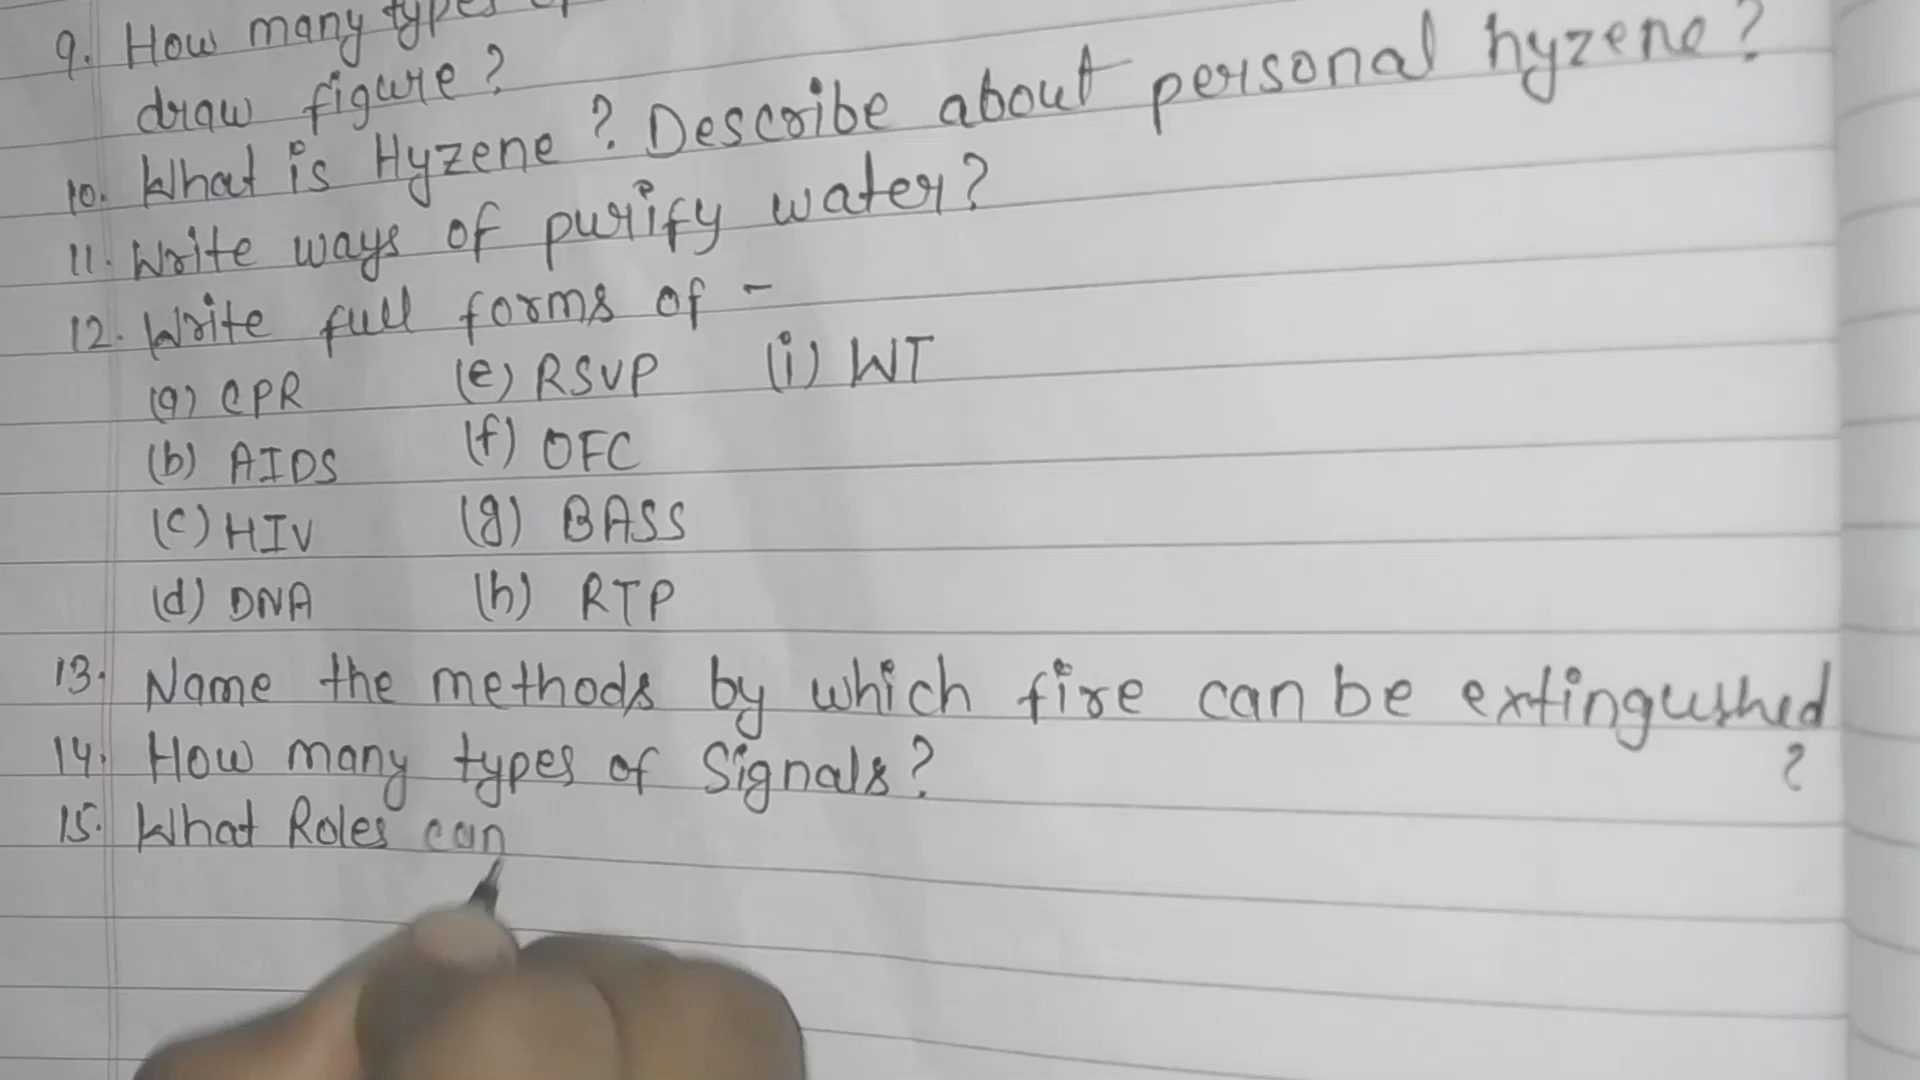 9. How many types
draw figure?
10. What is Hyzene? Describe about personal hyzene?
11. Write ways of purify water?
12. Write full forms of -
(a) CPR (e) RSVP (i) WT
(b) AIDS (f) OFC
(c) HIV (g) BASS
(d) DNA (h) RTP
13. Name the methods by which fire can be extingushed
?
14. How many types of Signals?
15. What Roles can